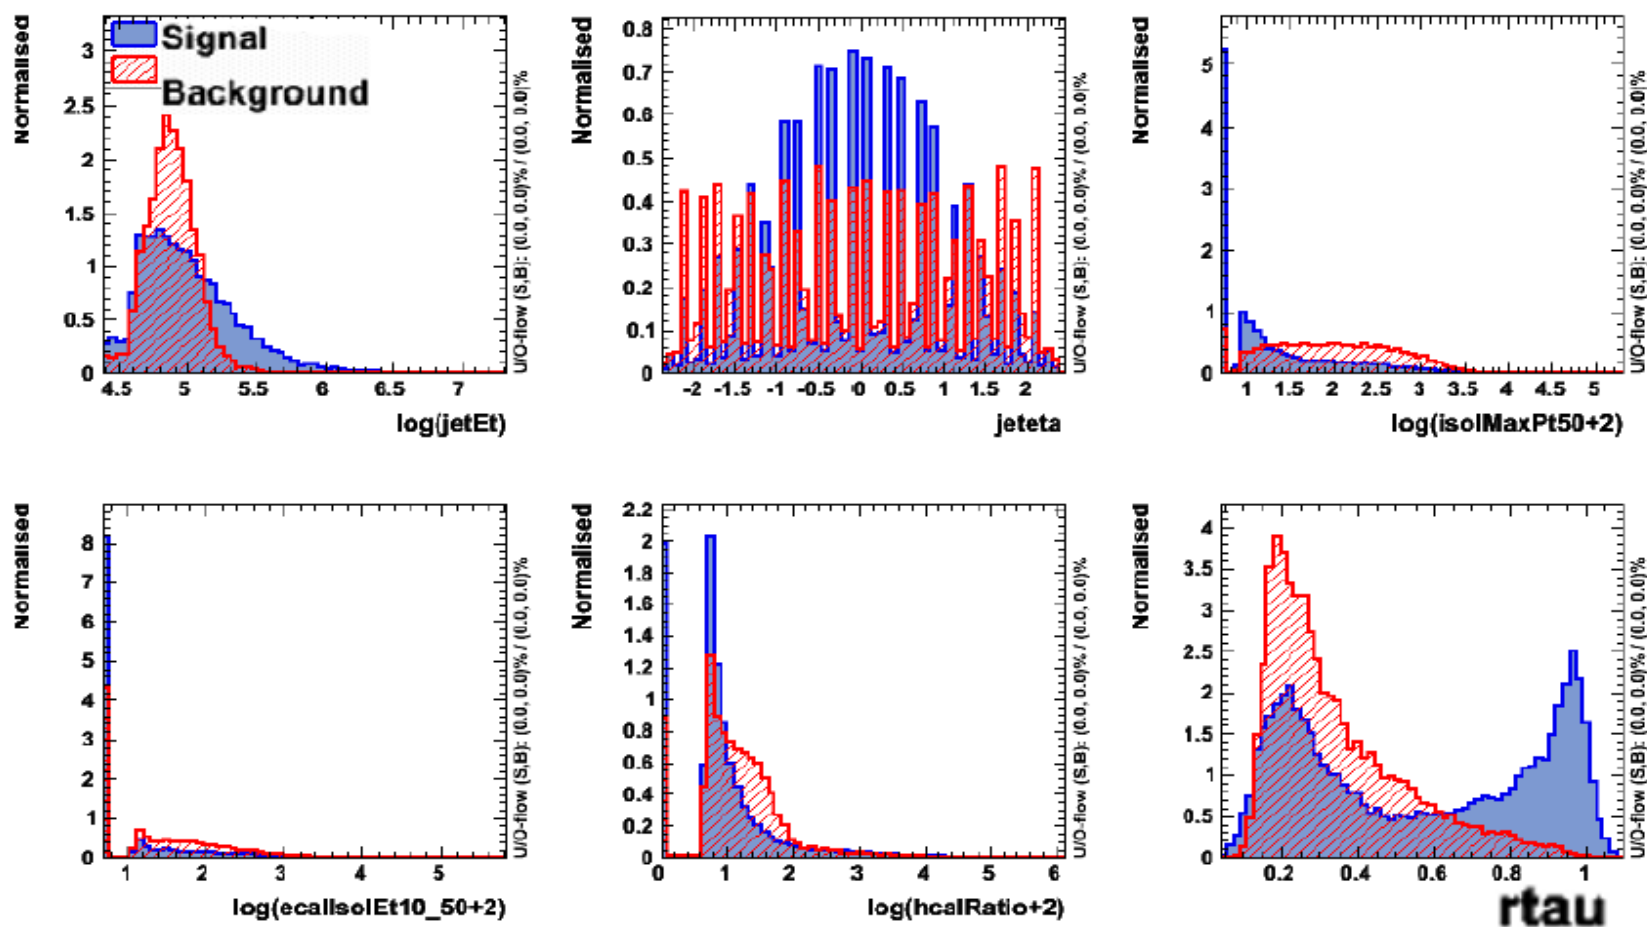 Normalised
3
2.5
2
1.5
1
0.5
0
Signal
Background
4.5 5 5.5 6 6.5 7
log(jetEt)
U/O-flow (S,B): (0.0, 0.0)% / (0.0, 0.0)%
Normalised
0.8
0.7
0.6
0.5
0.4
0.3
0.2
0.1
0
-2 -1.5 -1 -0.5 0 0.5 1 1.5 2
jeteta
U/O-flow (S,B): (0.0, 0.0)% / (0.0, 0.0)%
Normalised
5
4
3
2
1
0
1 1.5 2 2.5 3 3.5 4 4.5 5
log(isolMaxPt50+2)
U/O-flow (S,B): (0.0, 0.0)% / (0.0, 0.0)%
Normalised
8
7
6
5
4
3
2
1
0
1 2 3 4 5
log(ecalIsolEt10_50+2)
U/O-flow (S,B): (0.0, 0.0)% / (0.0, 0.0)%
Normalised
2.2
2
1.8
1.6
1.4
1.2
1
0.8
0.6
0.4
0.2
0
0 1 2 3 4 5 6
log(hcalRatio+2)
U/O-flow (S,B): (0.0, 0.0)% / (0.0, 0.0)%
Normalised
4
3.5
3
2.5
2
1.5
1
0.5
0
0.2 0.4 0.6 0.8 1
rtau
U/O-flow (S,B): (0.0, 0.0)% / (0.0, 0.0)%